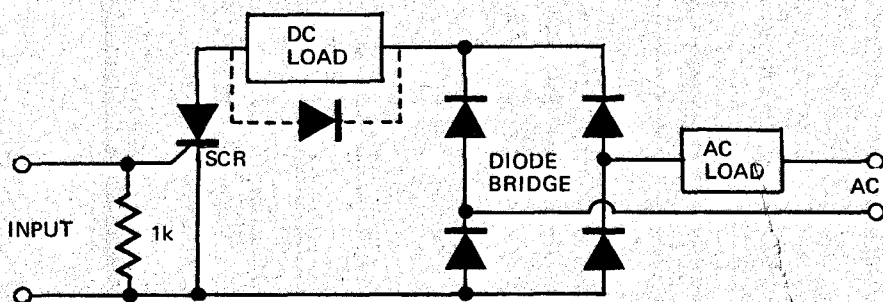 DC
LOAD
SCR
DIODE
BRIDGE
AC
LOAD
AC
INPUT
1k